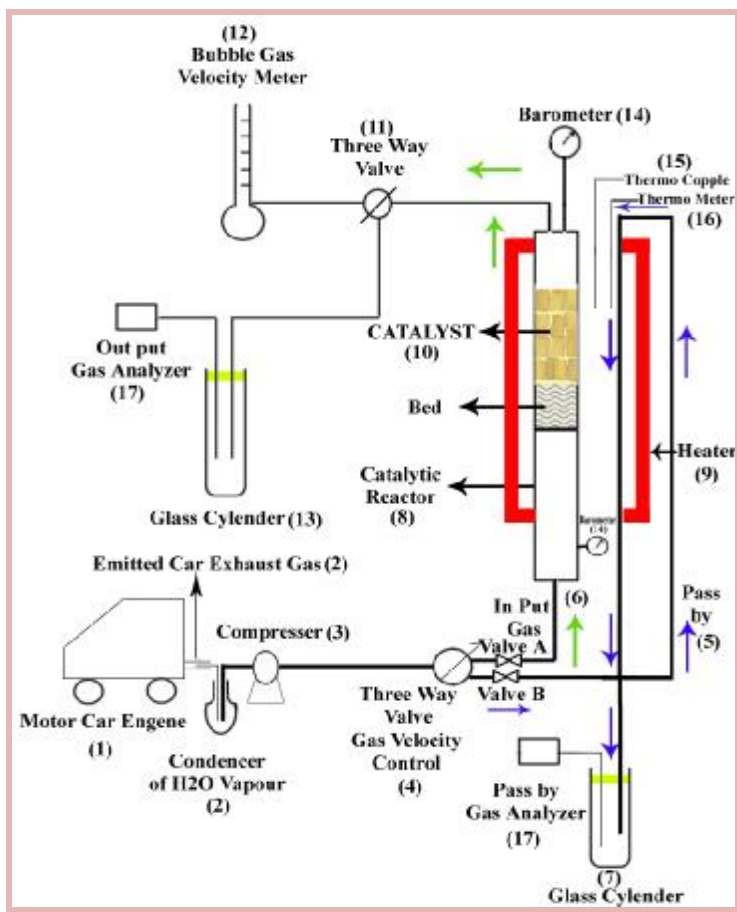 (12)
Bubble Gas
Velocity Meter
Barometer (14)
(11)
Three Way
Valve
(15)
Thermo Copple
Thermo Meter
(16)
CATALYST
(10)
Out put
Gas Analyzer
(17)
Bed
Heater
(9)
Catalytic
Reactor
(8)
Glass Cylender (13)
Barometer
(14)
Emitted Car Exhaust Gas (2)
In Put
Gas
(6)
Pass
by
(5)
Compresser (3)
Valve A
Valve B
Motor Car Engene
(1)
Three Way
Valve
Gas Velocity
Control
(4)
Condencer
of H2O Vapour
(2)
Pass by
Gas Analyzer
(17)
(7)
Glass Cylender